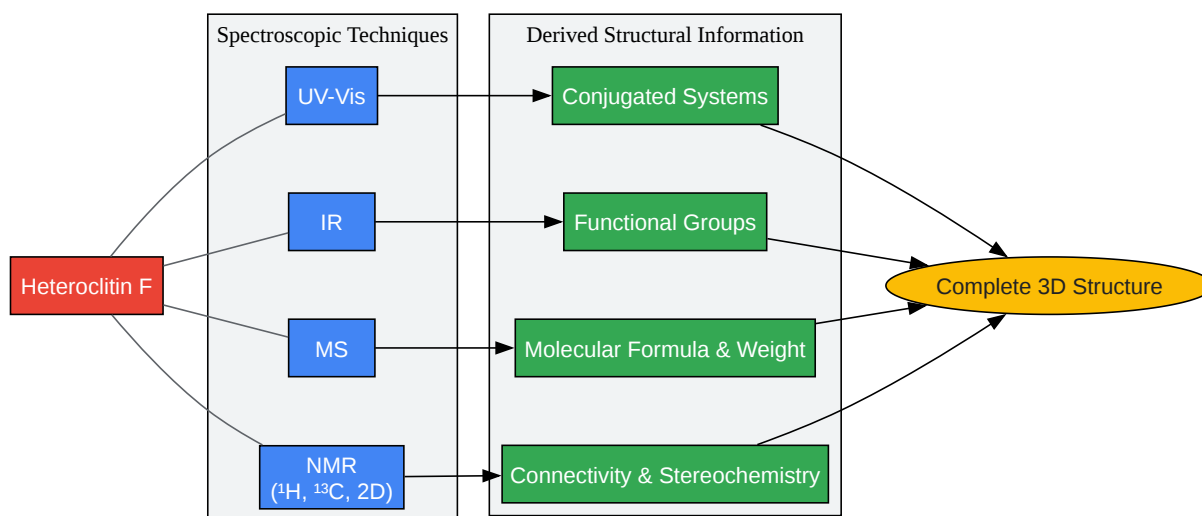 Spectroscopic Techniques
Derived Structural Information
UV-Vis
Conjugated Systems
IR
Functional Groups
Heteroclitin F
Complete 3D Structure
MS
Molecular Formula & Weight
NMR
(¹H, ¹³C, 2D)
Connectivity & Stereochemistry